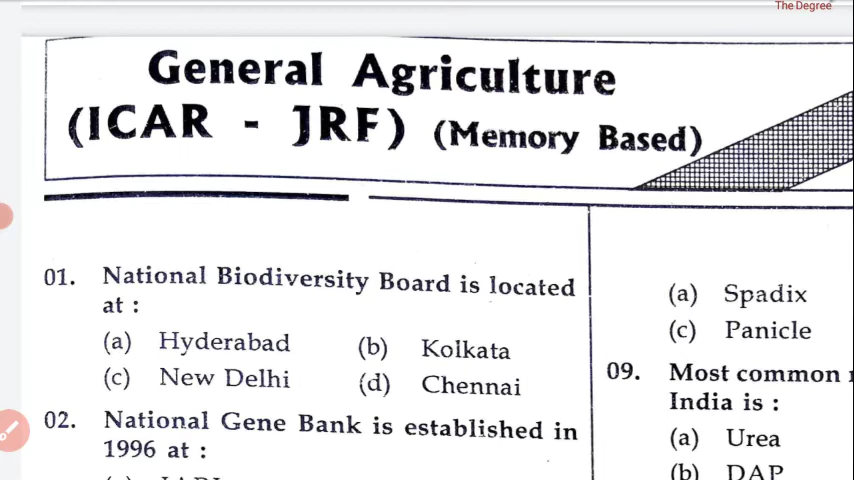 The Degree
General Agriculture
(ICAR - JRF) (Memory Based)
01. National Biodiversity Board is located
at :
(a) Hyderabad (b) Kolkata
(c) New Delhi (d) Chennai
02. National Gene Bank is established in
1996 at :
(a) Spadix
(c) Panicle
09. Most common
India is :
(a) Urea
(b) DAP